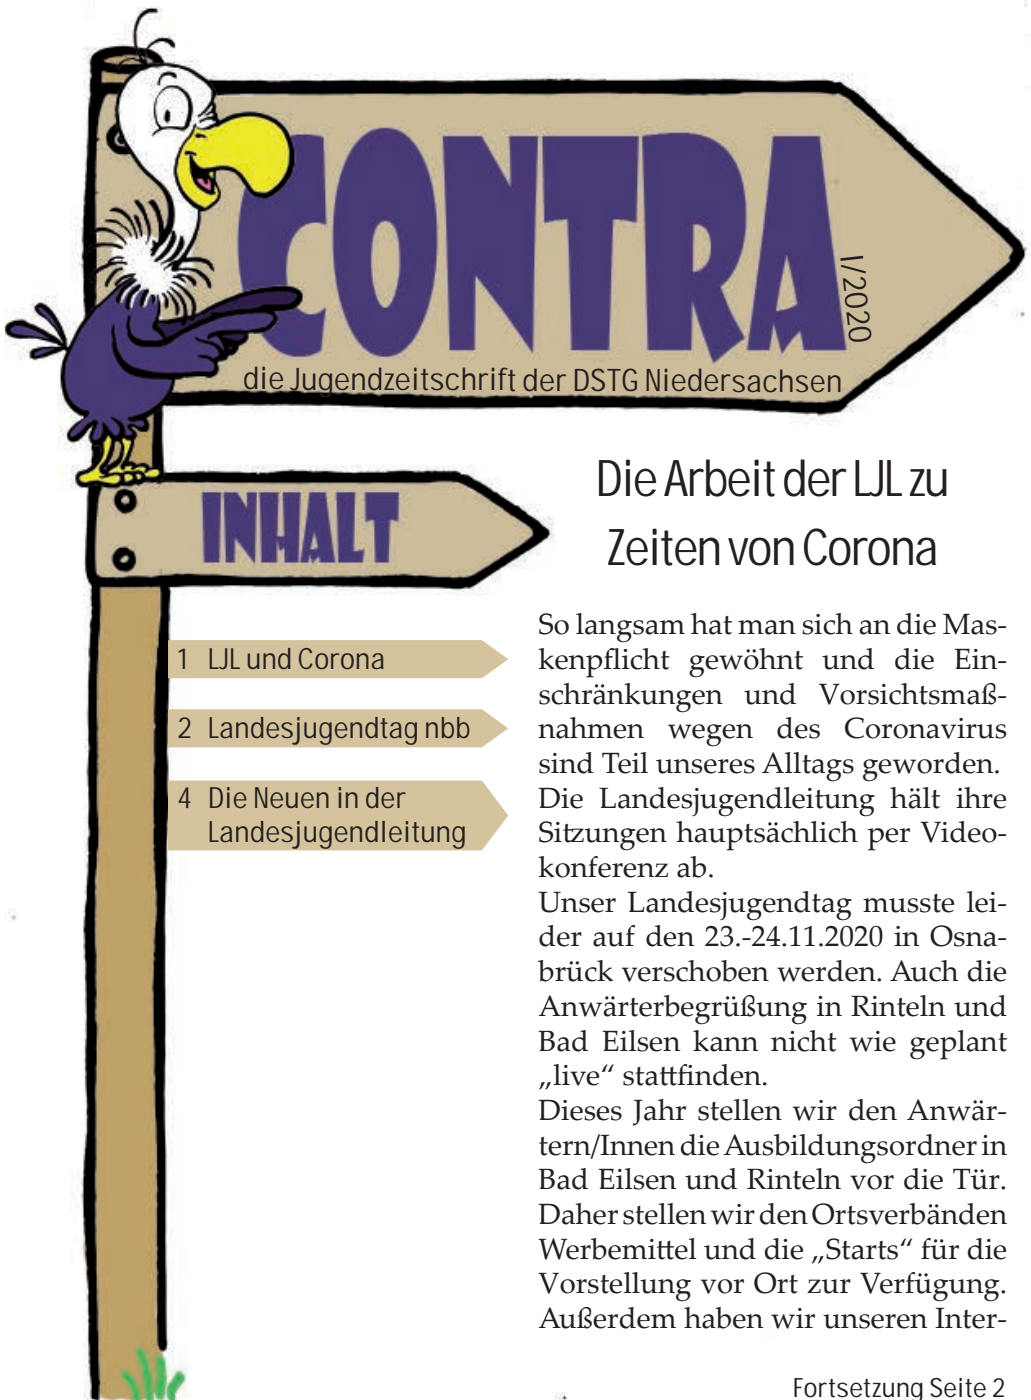 CONTRA
I/2020
die Jugendzeitschrift der DSTG Niedersachsen
INHALT
1 LJL und Corona
2 Landesjugendtag nbb
4 Die Neuen in der
Landesjugendleitung
Die Arbeit der LJL zu
Zeiten von Corona
So langsam hat man sich an die Mas-
kenpflicht gewöhnt und die Ein-
schränkungen und Vorsichtsmaß-
nahmen wegen des Coronavirus
sind Teil unseres Alltags geworden.
Die Landesjugendleitung hält ihre
Sitzungen hauptsächlich per Video-
konferenz ab.
Unser Landesjugendtag musste lei-
der auf den 23.-24.11.2020 in Osna-
brück verschoben werden. Auch die
Anwärterbegrüßung in Rinteln und
Bad Eilsen kann nicht wie geplant
„live“ stattfinden.
Dieses Jahr stellen wir den Anwär-
tern/Innen die Ausbildungsordner in
Bad Eilsen und Rinteln vor die Tür.
Daher stellen wir den Ortsverbänden
Werbemittel und die „Starts“ für die
Vorstellung vor Ort zur Verfügung.
Außerdem haben wir unseren Inter-
Fortsetzung Seite 2